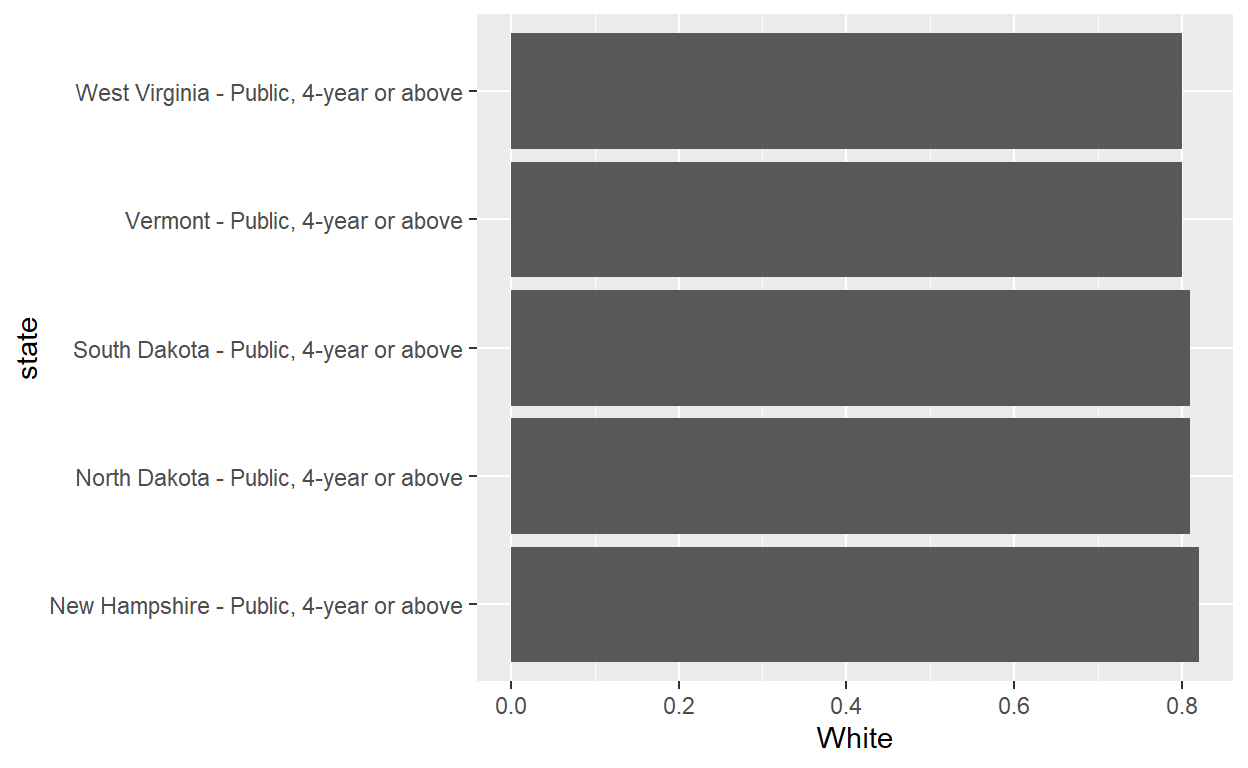 West Virginia - Public, 4-year or above
Vermont - Public, 4-year or above
South Dakota - Public, 4-year or above
North Dakota - Public, 4-year or above
New Hampshire - Public, 4-year or above
state
0.0 0.2 0.4 0.6 0.8
White